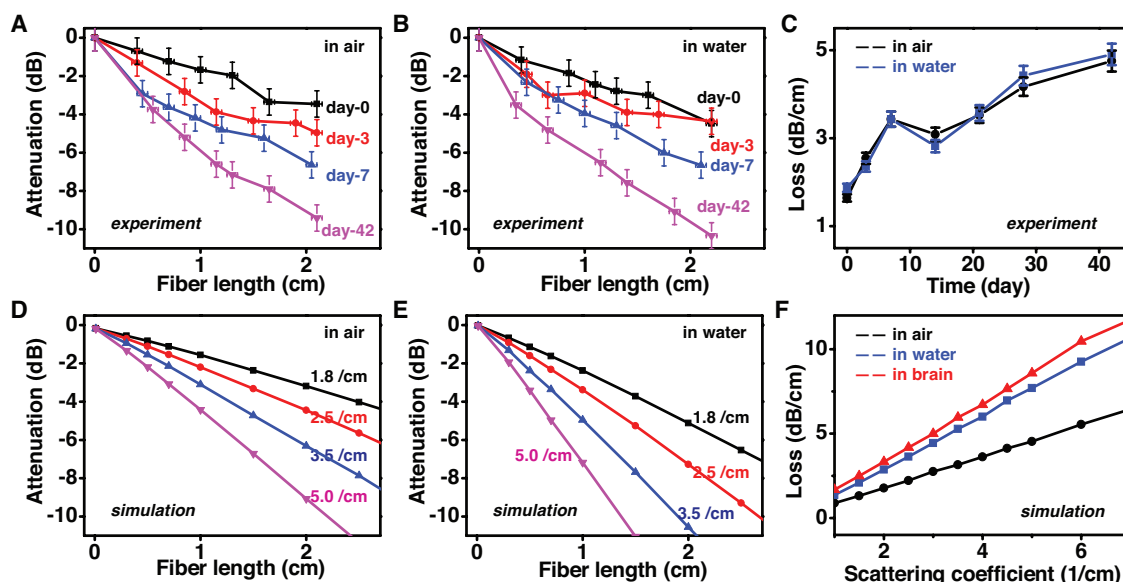 A
0
-2
-4
-6
-8
-10
Attenuation (dB)
in air
day-0
day-3
day-7
day-42
experiment
0
1
2
Fiber length (cm)
B
0
-2
-4
-6
-8
-10
Attenuation (dB)
in water
day-0
day-3
day-7
day-42
experiment
0
1
2
Fiber length (cm)
C
5
3
1
Loss (dB/cm)
in air
in water
experiment
0
10
20
30
40
Time (day)
D
0
-2
-4
-6
-8
-10
Attenuation (dB)
in air
1.8 /cm
2.5 /cm
3.5 /cm
5.0 /cm
simulation
0
1
2
Fiber length (cm)
E
0
-2
-4
-6
-8
-10
Attenuation (dB)
in water
1.8 /cm
2.5 /cm
3.5 /cm
5.0 /cm
simulation
0
1
2
Fiber length (cm)
F
10
5
0
Loss (dB/cm)
in air
in water
in brain
simulation
2
4
6
Scattering coefficient (1/cm)